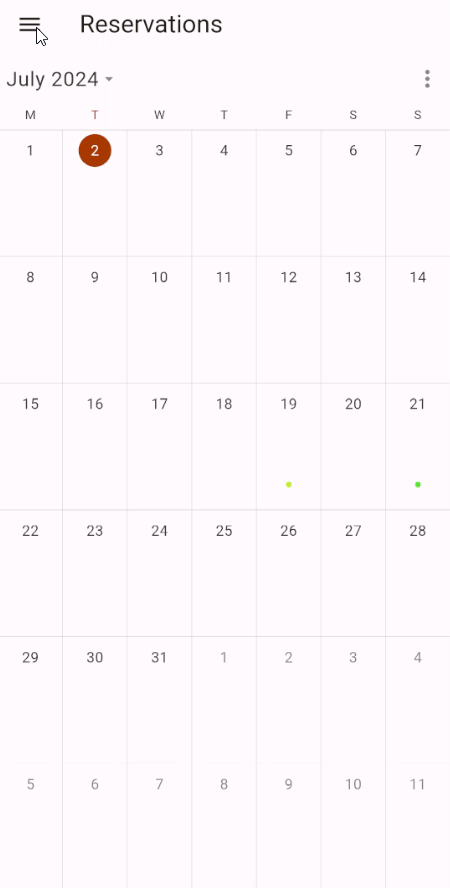 Reservations
July 2024
M T W T F S S
1 2 3 4 5 6 7
8 9 10 11 12 13 14
15 16 17 18 19 20 21
22 23 24 25 26 27 28
29 30 31 1 2 3 4
5 6 7 8 9 10 11